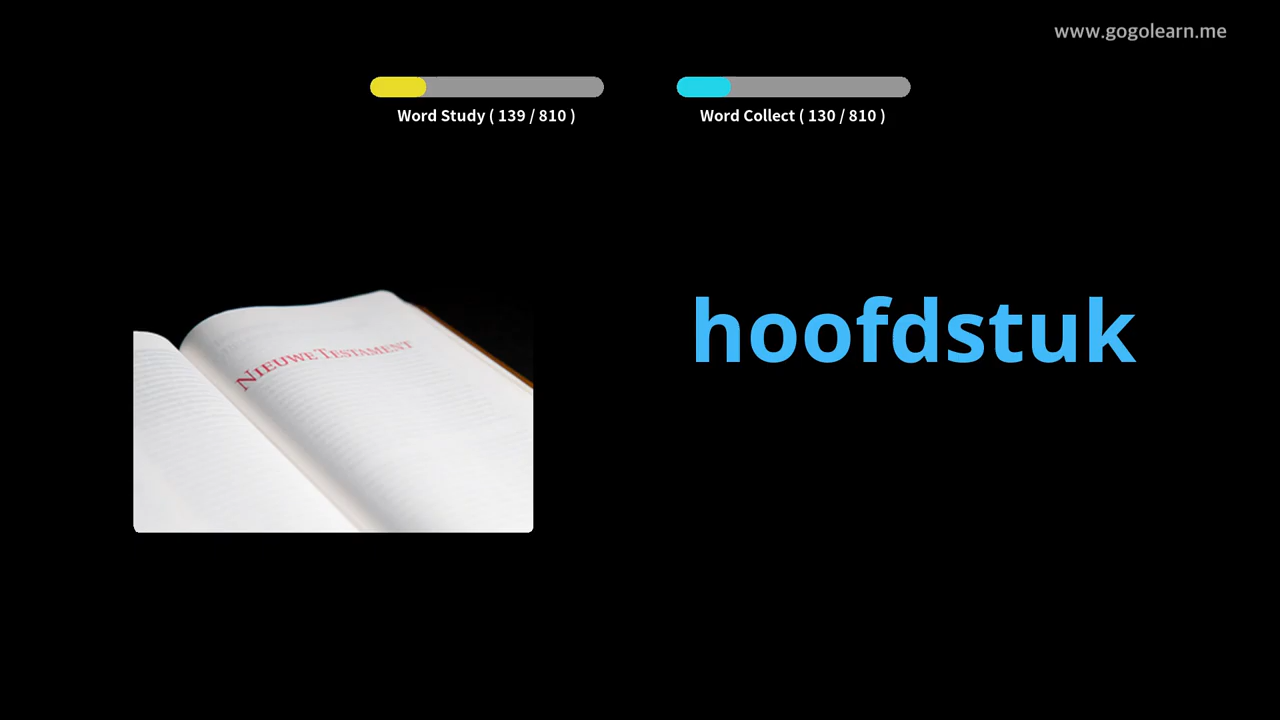 www.gogolearn.me
Word Study ( 139 / 810 )
Word Collect ( 130 / 810 )
NIEUWE TESTAMENT
hoofdstuk